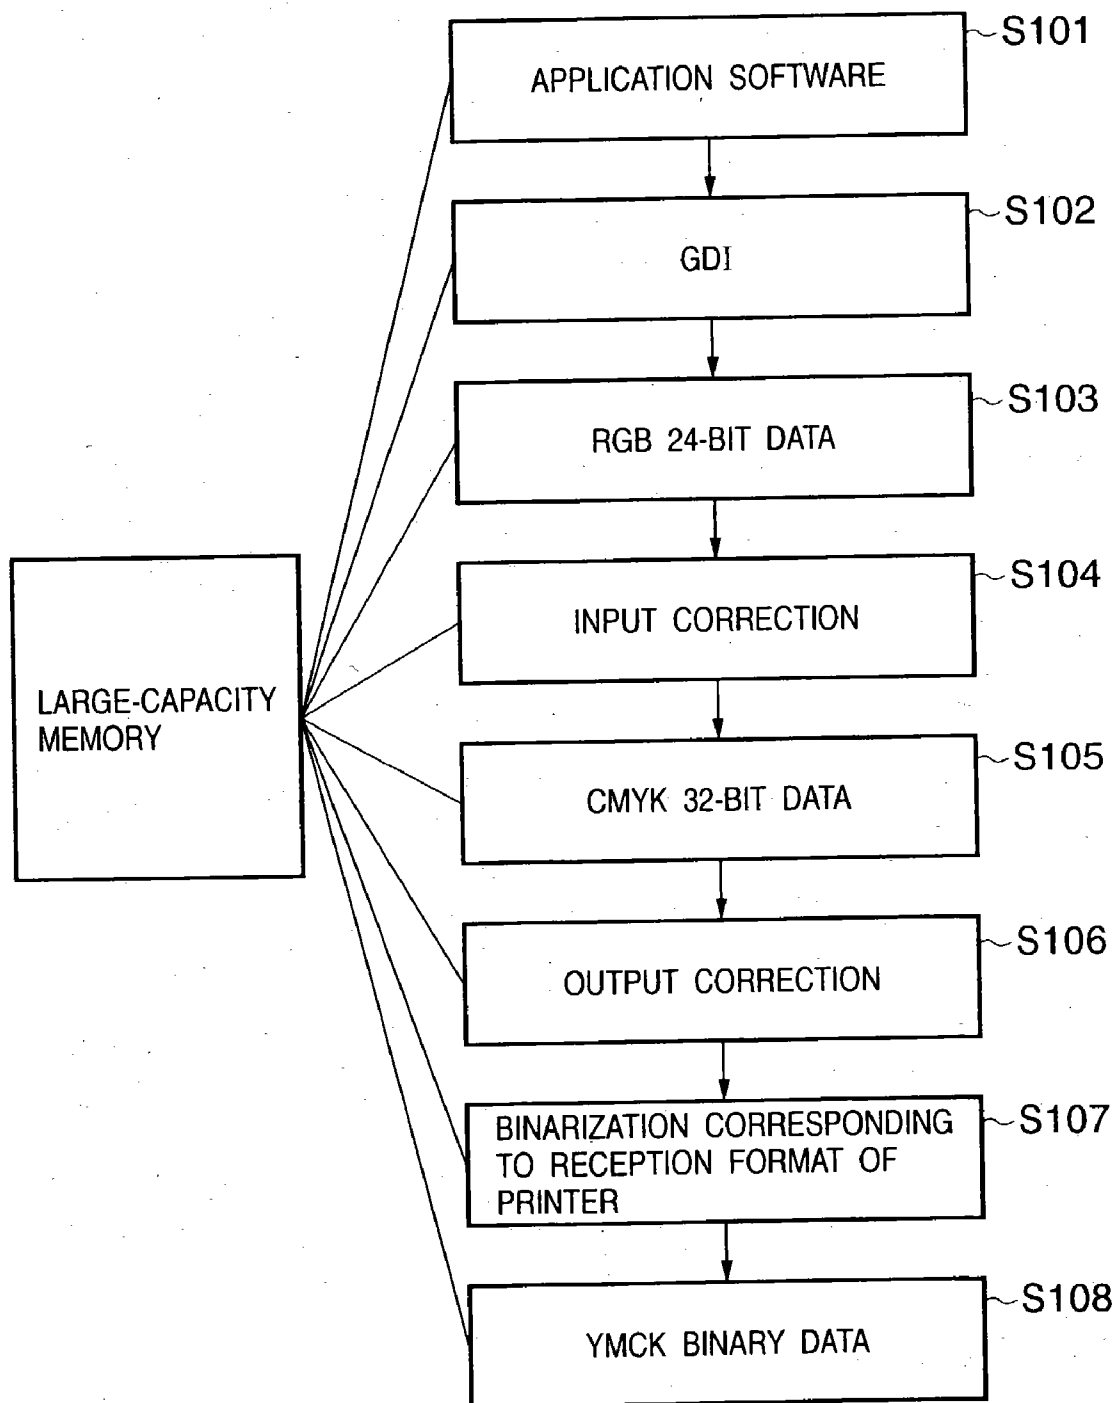 S101
APPLICATION SOFTWARE
S102
GDI
S103
RGB 24-BIT DATA
S104
INPUT CORRECTION
LARGE-CAPACITY
MEMORY
S105
CMYK 32-BIT DATA
S106
OUTPUT CORRECTION
S107
BINARIZATION CORRESPONDING
TO RECEPTION FORMAT OF
PRINTER
S108
YMCK BINARY DATA